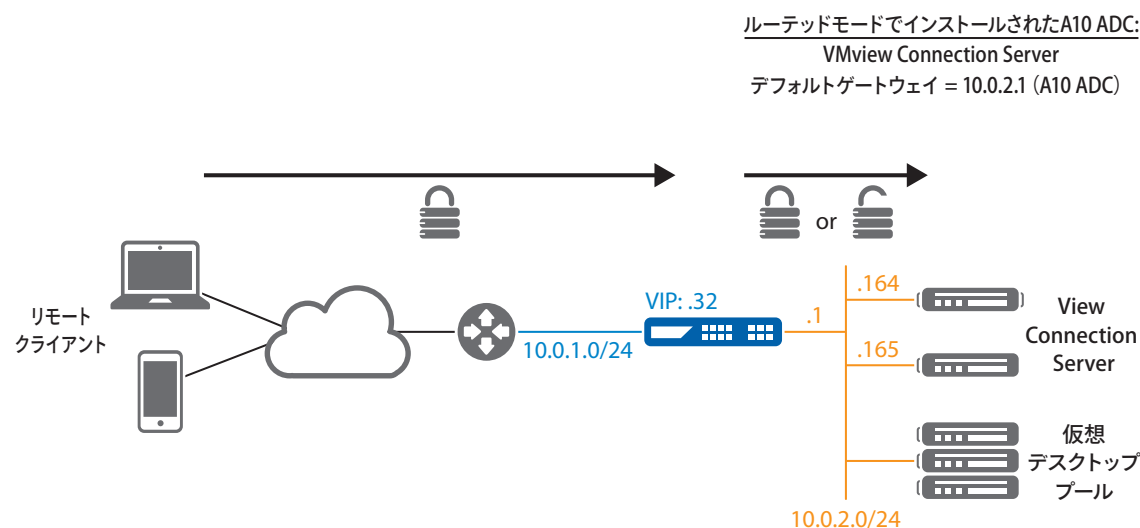 ルーテッドモードでインストールされたA10 ADC:
VMview Connection Server
デフォルトゲートウェイ = 10.0.2.1 (A10 ADC)
or
リモート
クライアント
VIP: .32
10.0.1.0/24
.1
.164
.165
View
Connection
Server
仮想
デスクトップ
プール
10.0.2.0/24